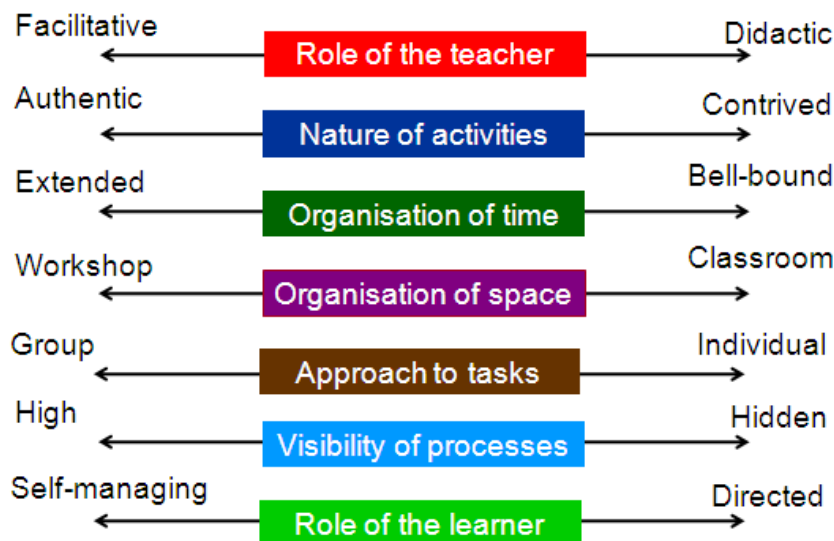 Facilitative
Didactic
Role of the teacher
Authentic
Contrived
Nature of activities
Extended
Bell-bound
Organisation of time
Workshop
Classroom
Organisation of space
Group
Individual
Approach to tasks
High
Hidden
Visibility of processes
Self-managing
Directed
Role of the learner